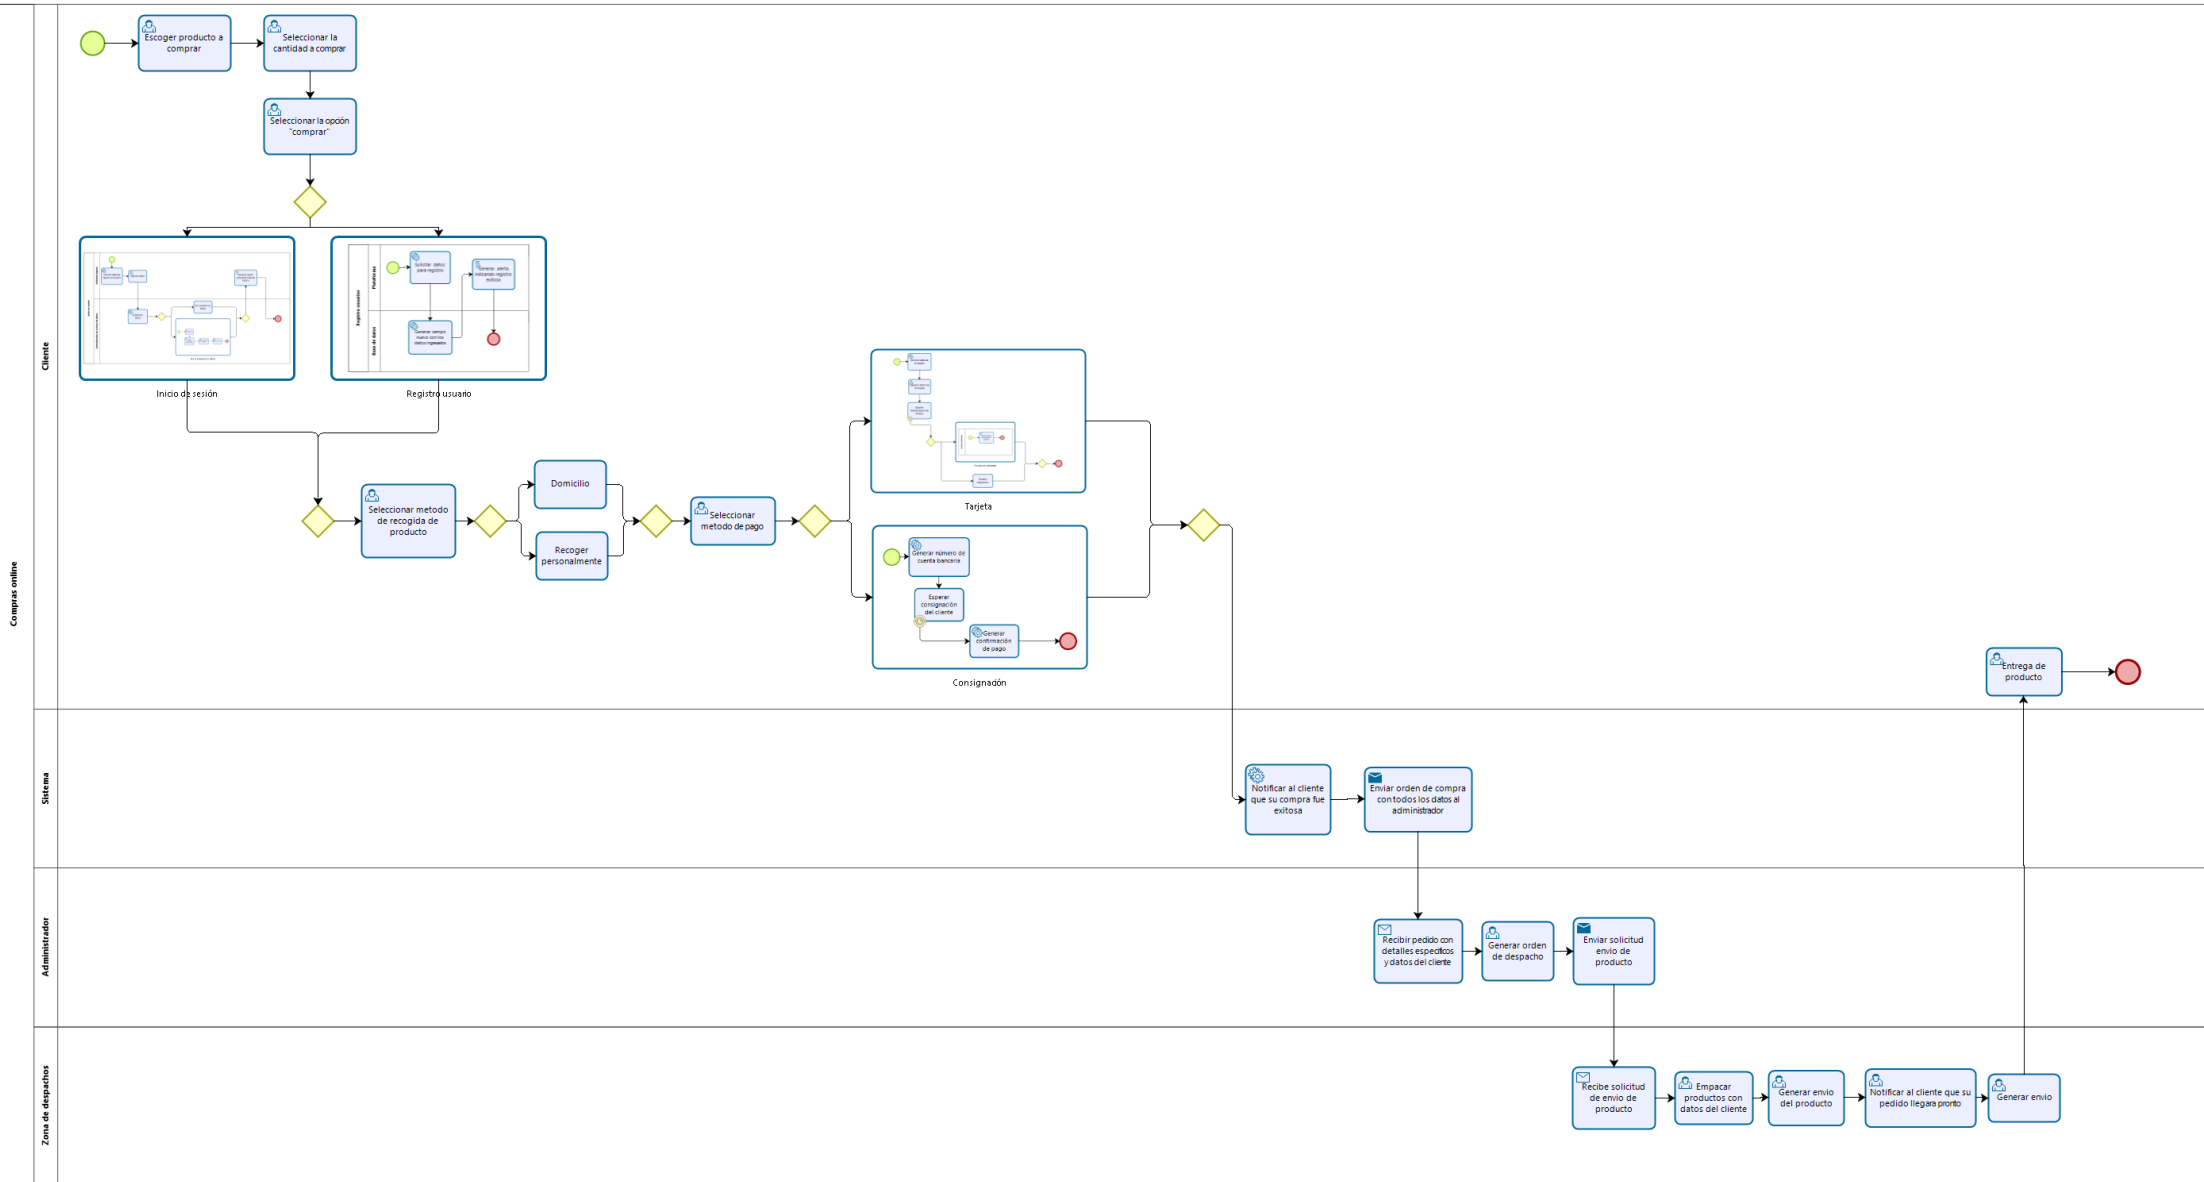 Compras online
Cliente
Escoger producto a
comprar
Seleccionar la
cantidad a comprar
Seleccionar la opción
"comprar"
Inicio de sesión
Registro usuario
Plataforma
Base de datos
Solicitar datos
para registro
Generar alerta
indicando registro
exitoso
Generar campo
nuevo con los
datos ingresados
Registro usuario
Seleccionar metodo
de recogida de
producto
Domicilio
Recoger
personalmente
Seleccionar
metodo de pago
Tarjeta
Generar número de
cuenta bancaria
Esperar
consignación
del cliente
Generar
confirmación
de pago
Consignación
Entrega de
producto
Sistema
Notificar al cliente
que su compra fue
exitosa
Enviar orden de compra
con todos los datos al
administrador
Administrador
Recibir pedido con
detalles especificos
y datos del cliente
Generar orden
de despacho
Enviar solicitud
envio de
producto
Zona de despachos
Recibe solicitud
de envio de
producto
Empacar
productos con
datos del cliente
Generar envio
del producto
Notificar al cliente que su
pedido llegara pronto
Generar envio